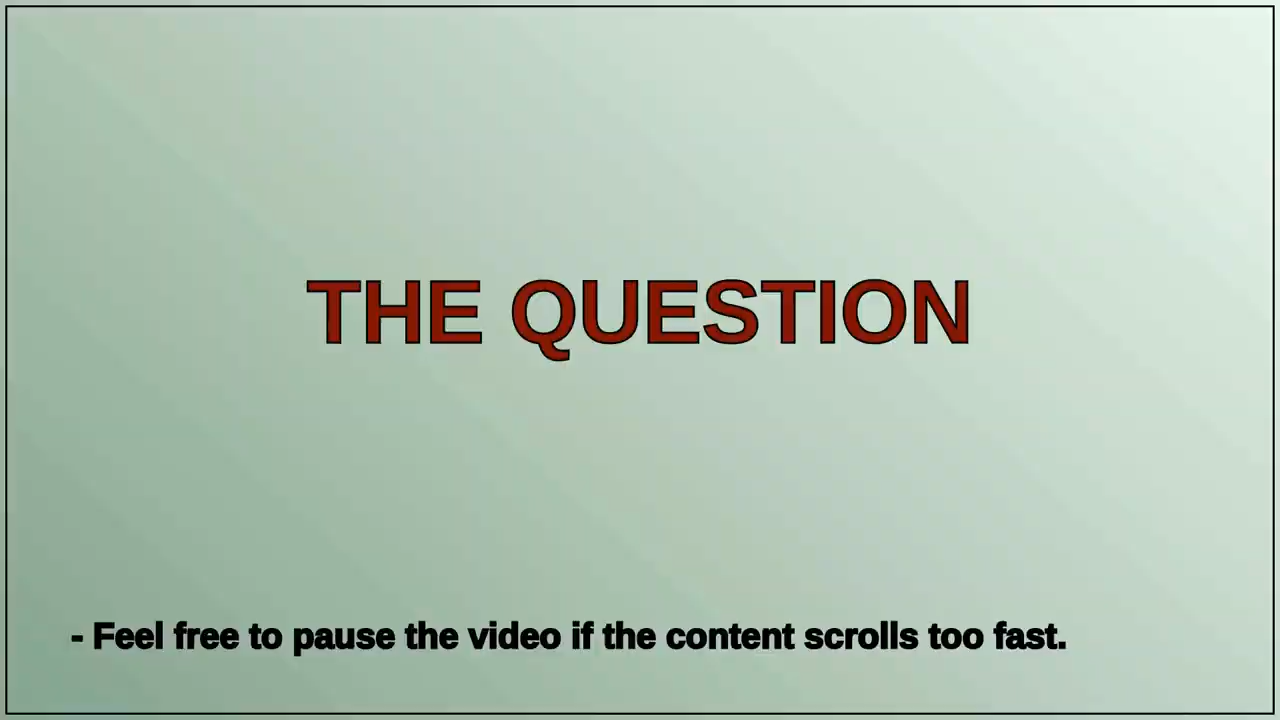 THE QUESTION
- Feel free to pause the video if the content scrolls too fast.